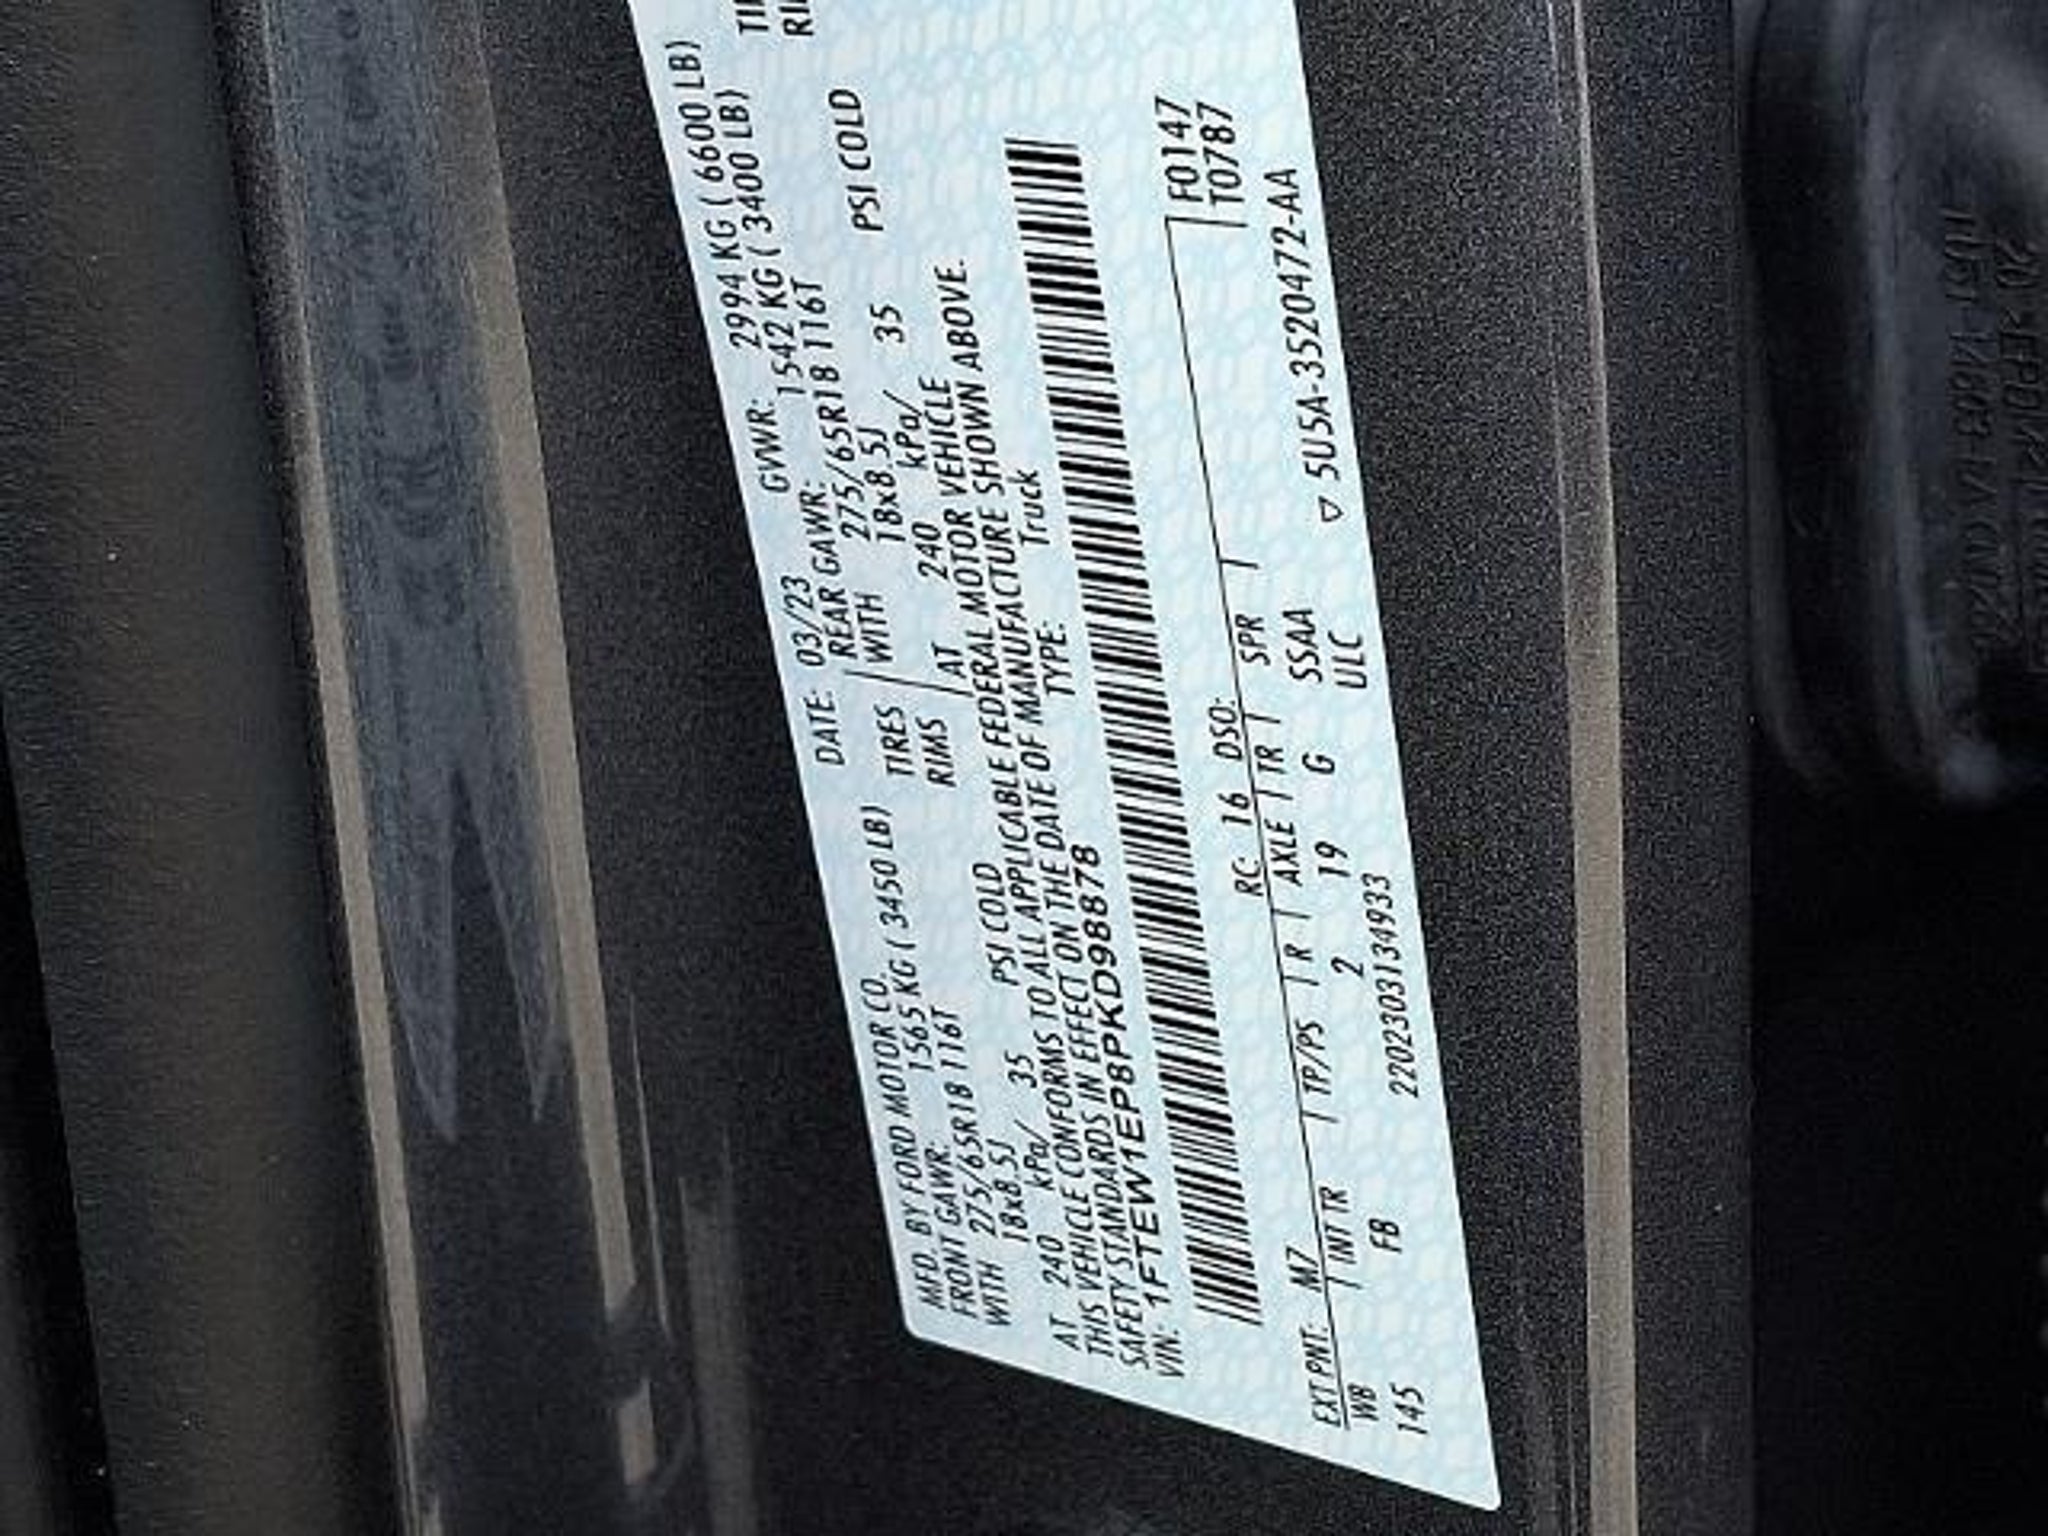 MFD. BY FORD MOTOR CO.
DATE: 03/23 GVWR: 2994 KG ( 6600 LB)
FRONT GAWR: 1565 KG ( 3450 LB) REAR GAWR: 1542 KG ( 3400 LB)
WITH 275/65R18 116T TIRES WITH 275/65R18 116T
18x8.5J RIMS 18x8.5J
AT 240 kPa/ 35 PSI COLD AT 240 kPa/ 35 PSI COLD
THIS VEHICLE CONFORMS TO ALL APPLICABLE FEDERAL MOTOR VEHICLE
SAFETY STANDARDS IN EFFECT ON THE DATE OF MANUFACTURE SHOWN ABOVE.
VIN: 1FTEW1EP8PKD98878 TYPE: Truck
F0147
T0787
EXT PNT: M7 RC: 16 DSO:
WB INT TR TP/PS R AXLE TR SPR
145 FB 2 19 G SSAA
2202303134933 ULC
▽ 5U5A-3520472-AA